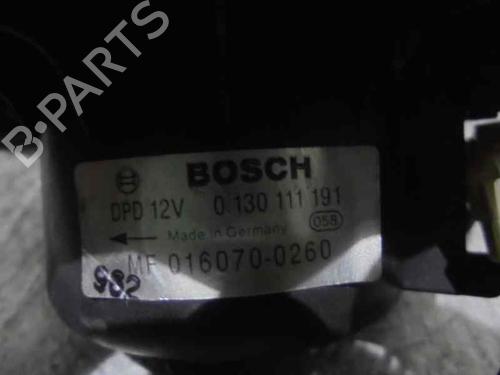 B-PARTS
BOSCH
DPD 12V 0 130 111 191
Made in Germany 058
MF 016070-0260
982